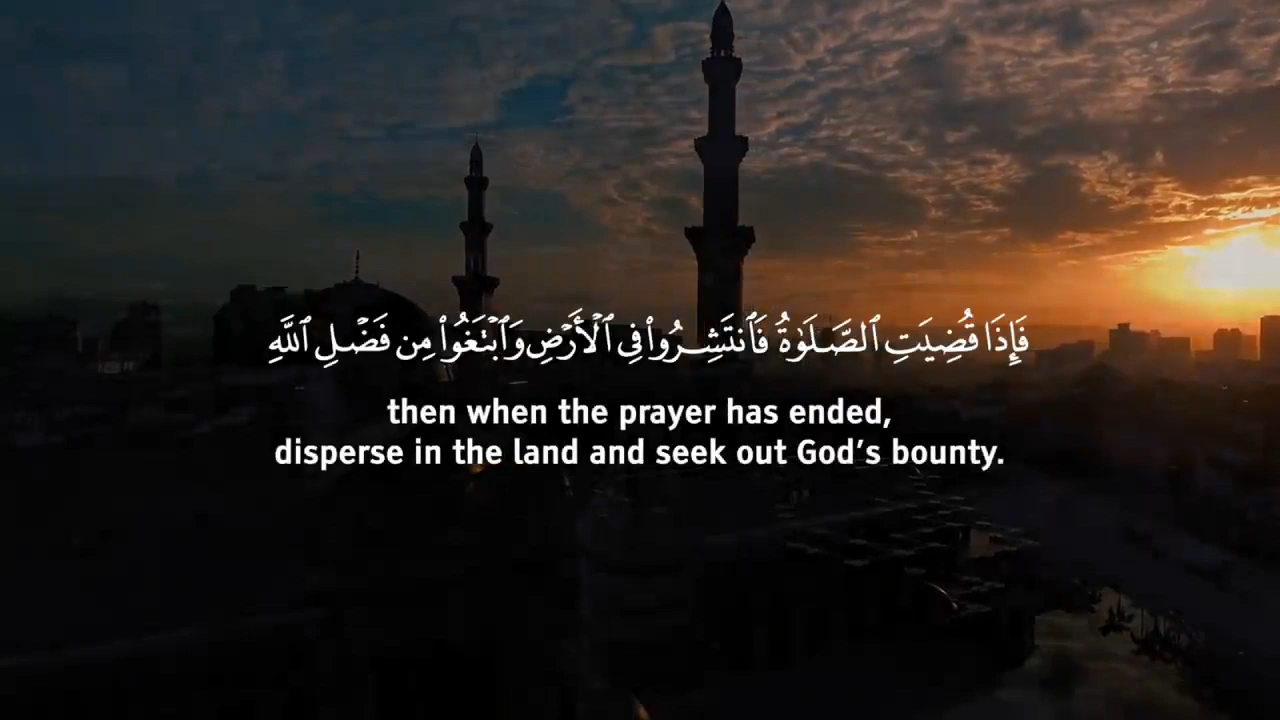 فَإِذَا قُضِيَتِ ٱلصَّلَوٰةُ فَٱنتَشِرُوا۟ فِى ٱلْأَرْضِ وَٱبْتَغُوا۟ مِن فَضْلِ ٱللَّهِ
then when the prayer has ended,
disperse in the land and seek out God’s bounty.